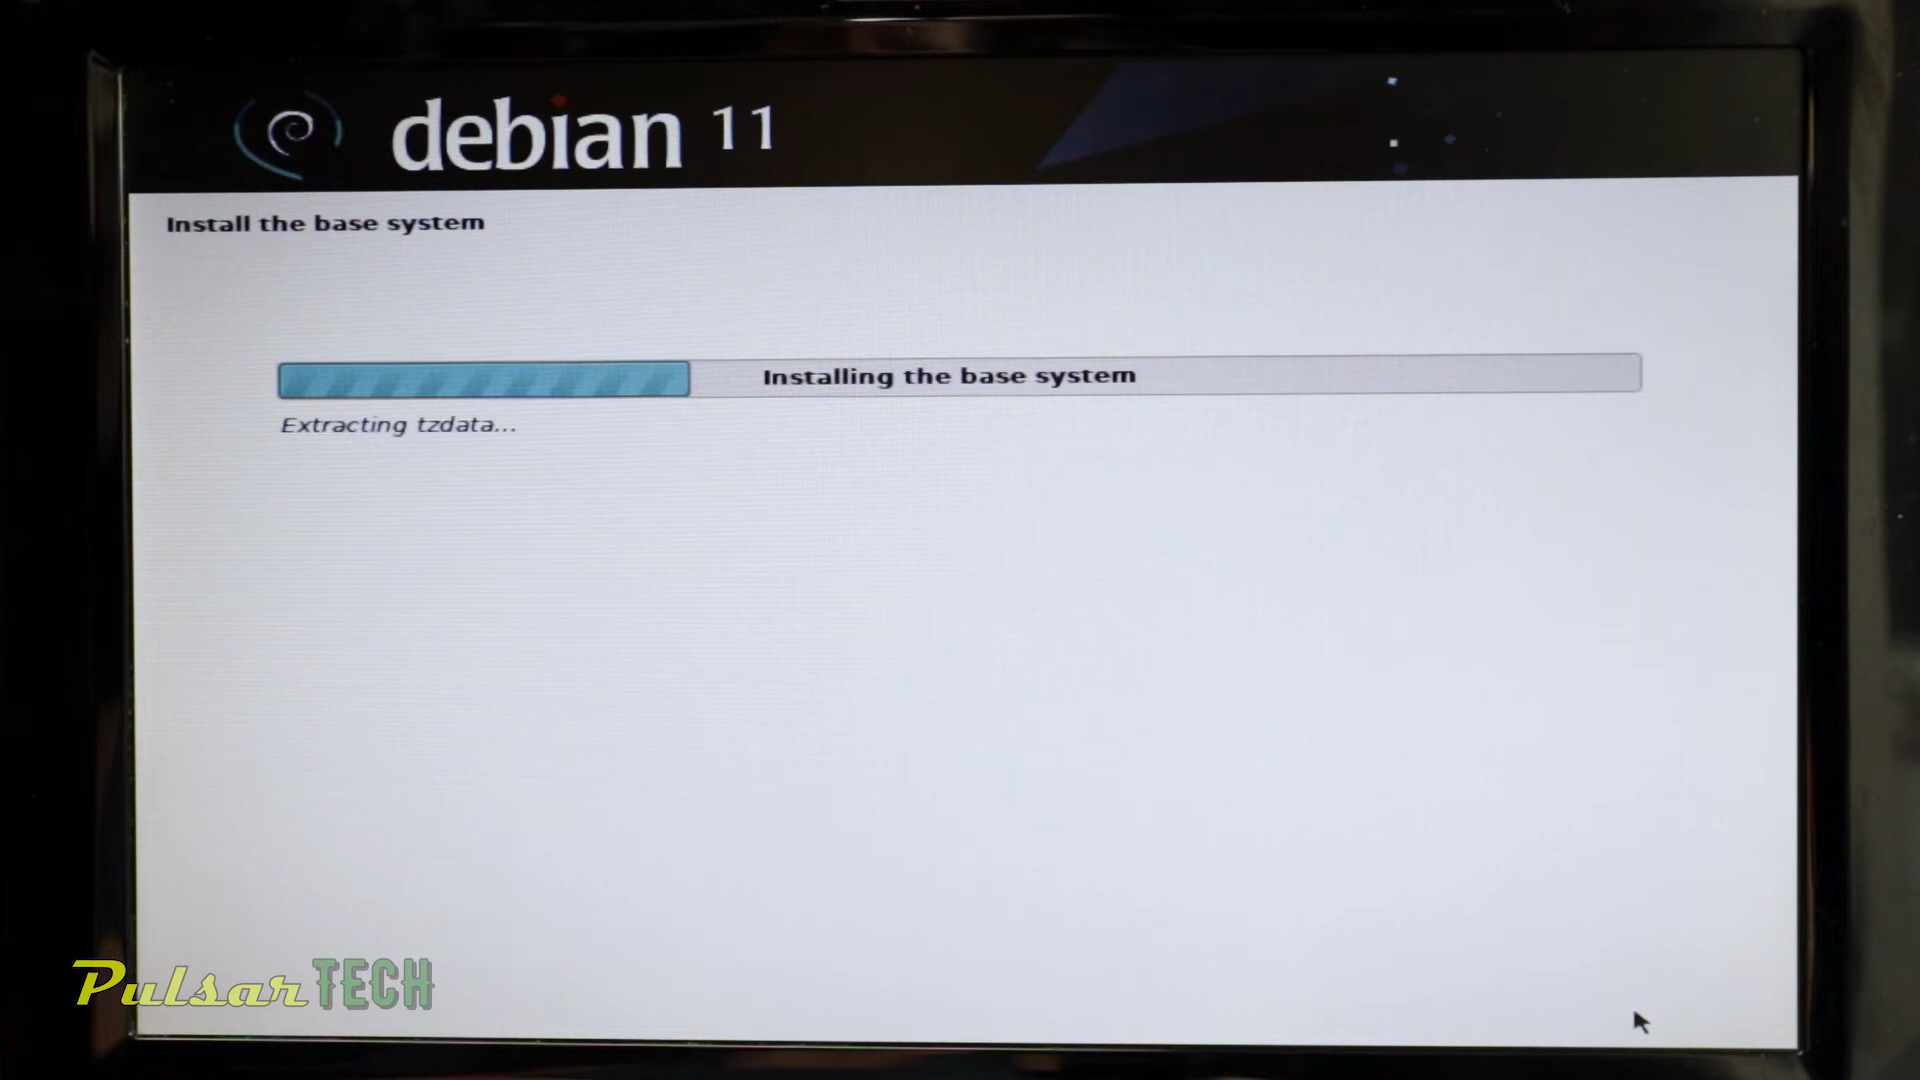 debian 11
Install the base system
Installing the base system
Extracting tzdata...
PulsarTECH